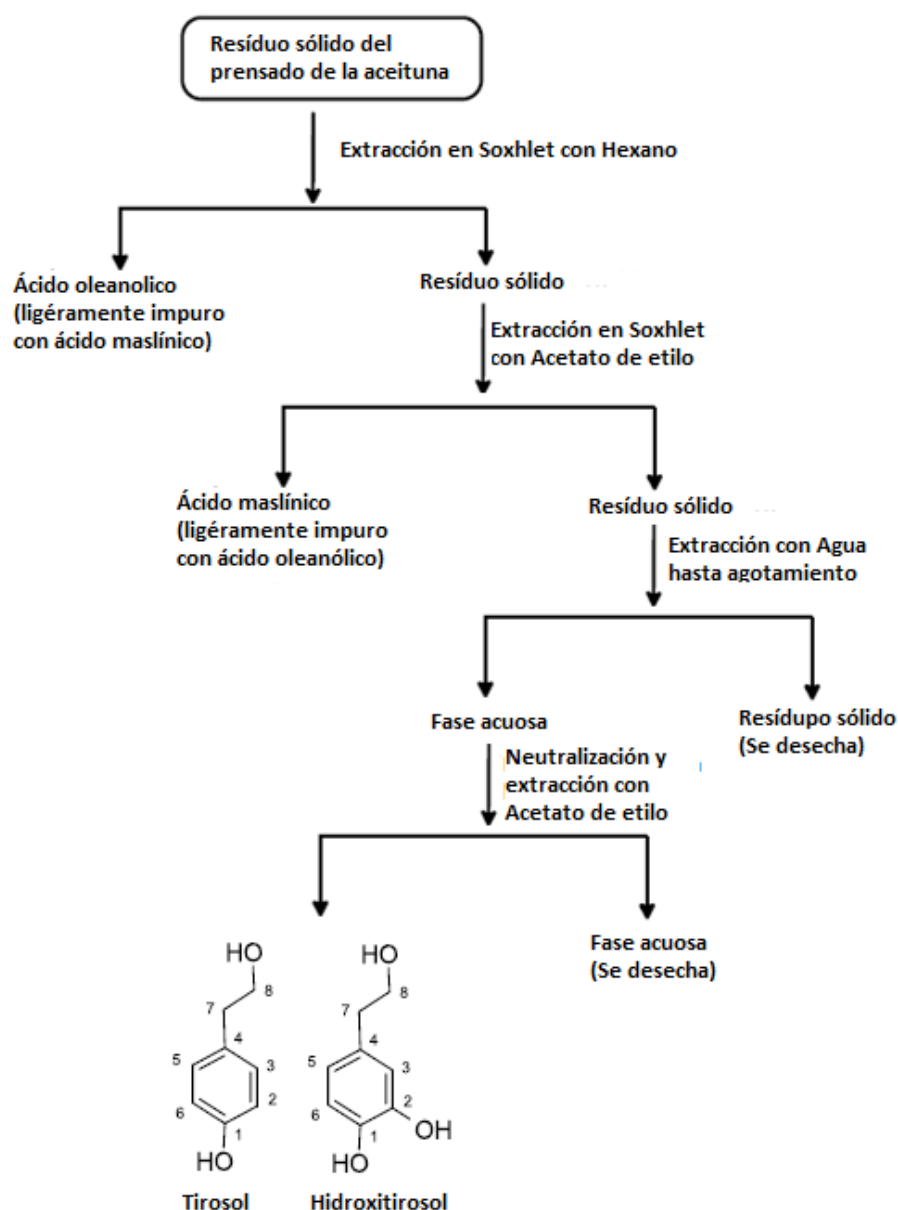 Resíduo sólido del
prensado de la aceituna
Extracción en Soxhlet con Hexano
Ácido oleanolico
(ligéramente impuro
con ácido maslínico)
Resíduo sólido
Extracción en Soxhlet
con Acetato de etilo
Ácido maslínico
(ligéramente impuro
con ácido oleanólico)
Resíduo sólido
Extracción con Agua
hasta agotamiento
Fase acuosa
Resídupo sólido
(Se desecha)
Neutralización y
extracción con
Acetato de etilo
Fase acuosa
(Se desecha)
HO
8
7
4
5
3
6
2
1
HO
Tirosol
HO
8
7
4
5
3
6
2
1
OH
HO
Hidroxitirosol